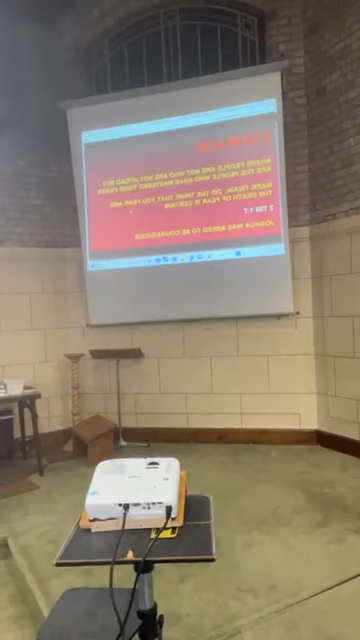 COURAGE
BRAVE PEOPLE ARE NOT WHO ARE NOT AFRAID BUT
ARE THE PEOPLE WHO HAVE MASTERED THEIR FEARS
MARK TWAIN: DO THE THING THAT YOU FEAR AND
THE DEATH OF FEAR IS CERTAIN
2 TIM 1:7
JOSHUA WAS ASKED TO BE COURAGEOUS